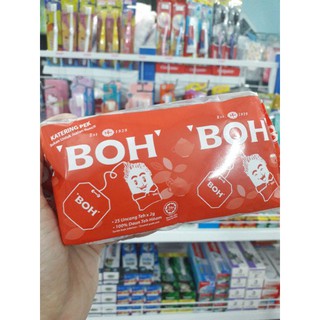 KATERING PEK
EST 1929
BOH
BOH
• 25 Uncang Teh x 2g
• 100% Daun Teh Hitam
EST 1929
BOH
BOH